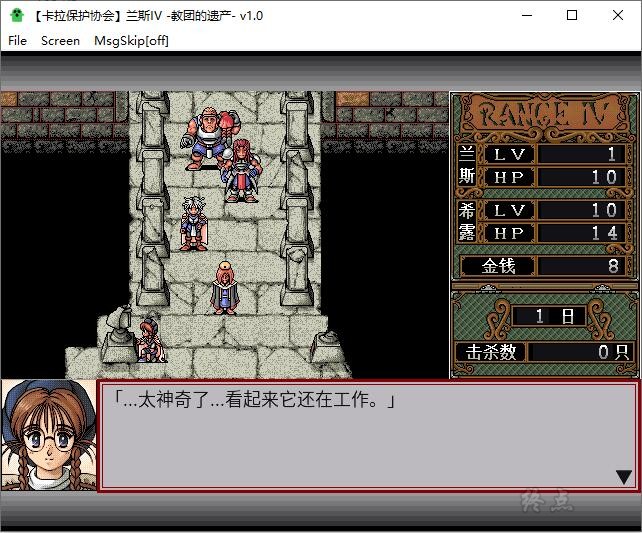 【卡拉保护协会】兰斯IV -教团的遗产- v1.0
File Screen MsgSkip[off]
RANCE IV
兰斯 LV 1
HP 10
希露 LV 10
HP 14
金钱 8
1 日
击杀数 0 只
「…太神奇了…看起来它还在工作。」
终点